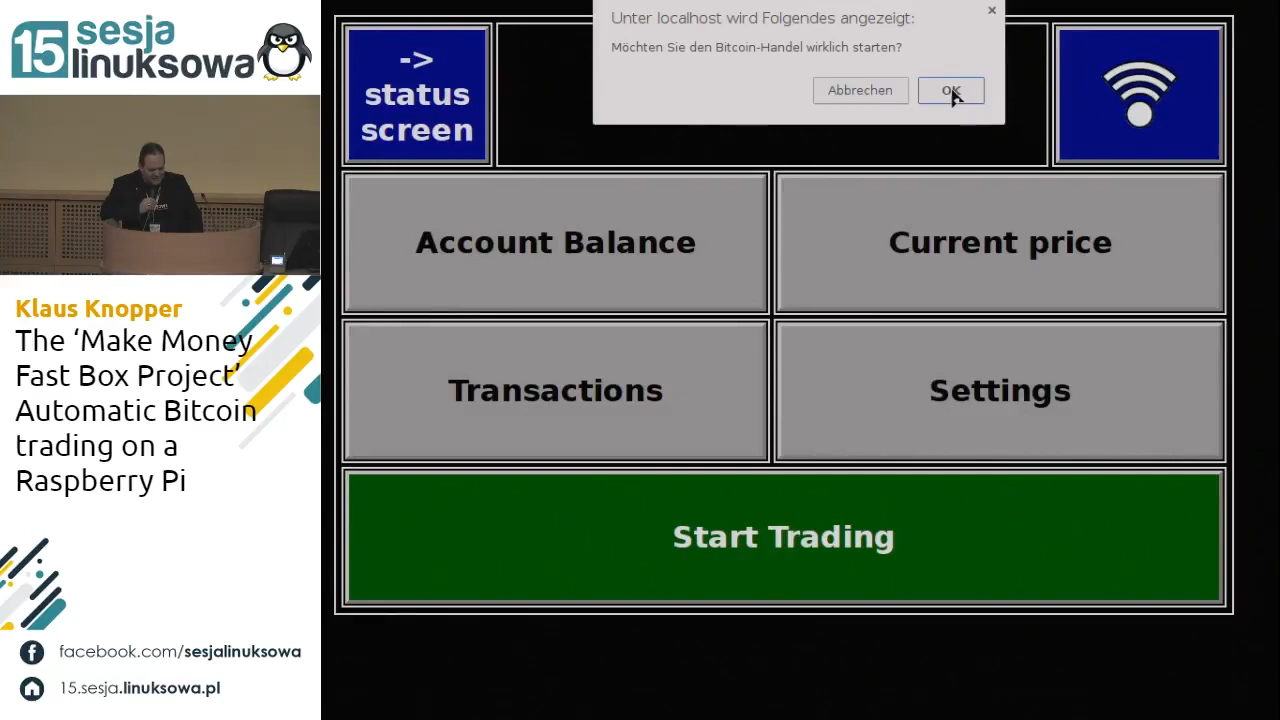 15 sesja
linuksowa
Klaus Knopper
The ‘Make Money
Fast Box Project’
Automatic Bitcoin
trading on a
Raspberry Pi
facebook.com/sesjalinuksowa
15.sesja.linuksowa.pl
Unter localhost wird Folgendes angezeigt:
×
Möchten Sie den Bitcoin-Handel wirklich starten?
Abbrechen
OK
->
status
screen
Account Balance
Current price
Transactions
Settings
Start Trading